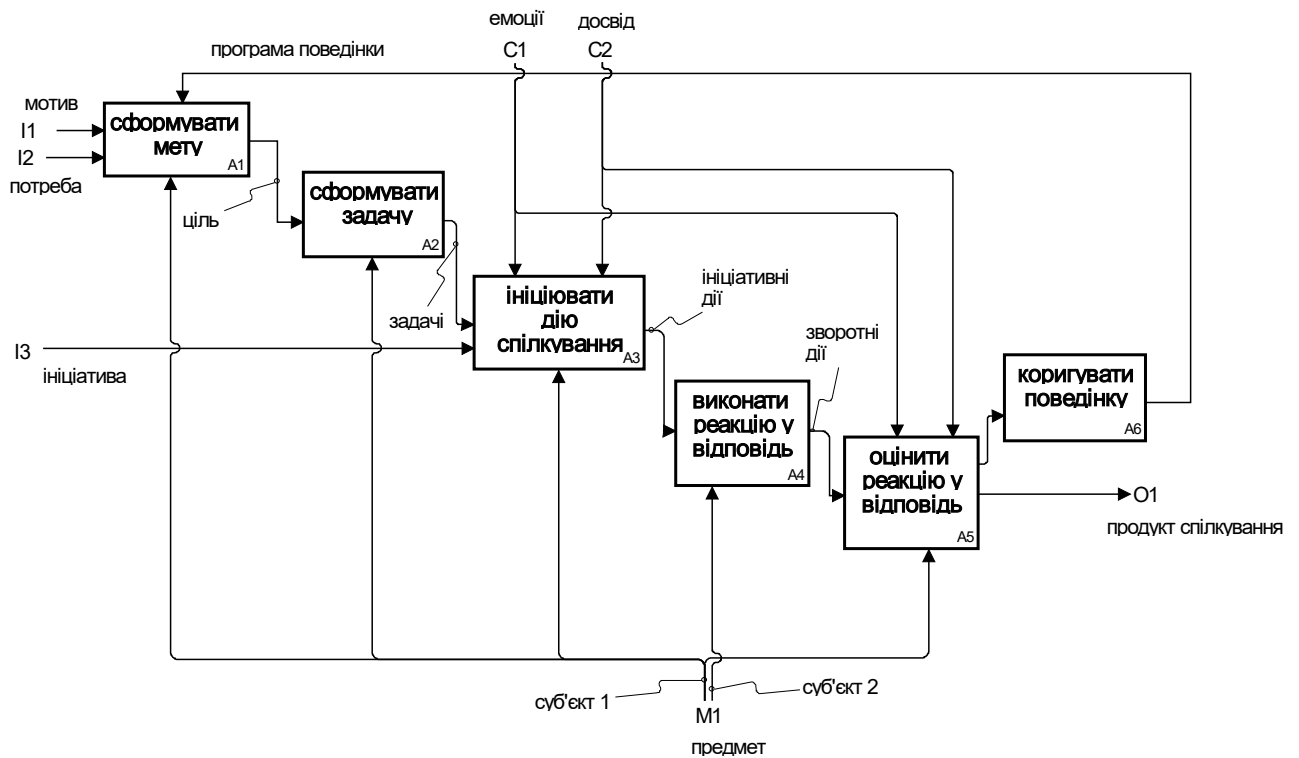 емоції
досвід
C1
C2
програма поведінки
мотив
I1
I2
потреба
сформувати
мету
A1
ціль
сформувати
задачу
A2
задачі
I3
ініціатива
ініціювати
дію
спілкування
A3
ініціативні
дії
виконати
реакцію у
відповідь
A4
зворотні
дії
оцінити
реакцію у
відповідь
A5
коригувати
поведінку
A6
O1
продукт спілкування
суб'єкт 1
суб'єкт 2
M1
предмет